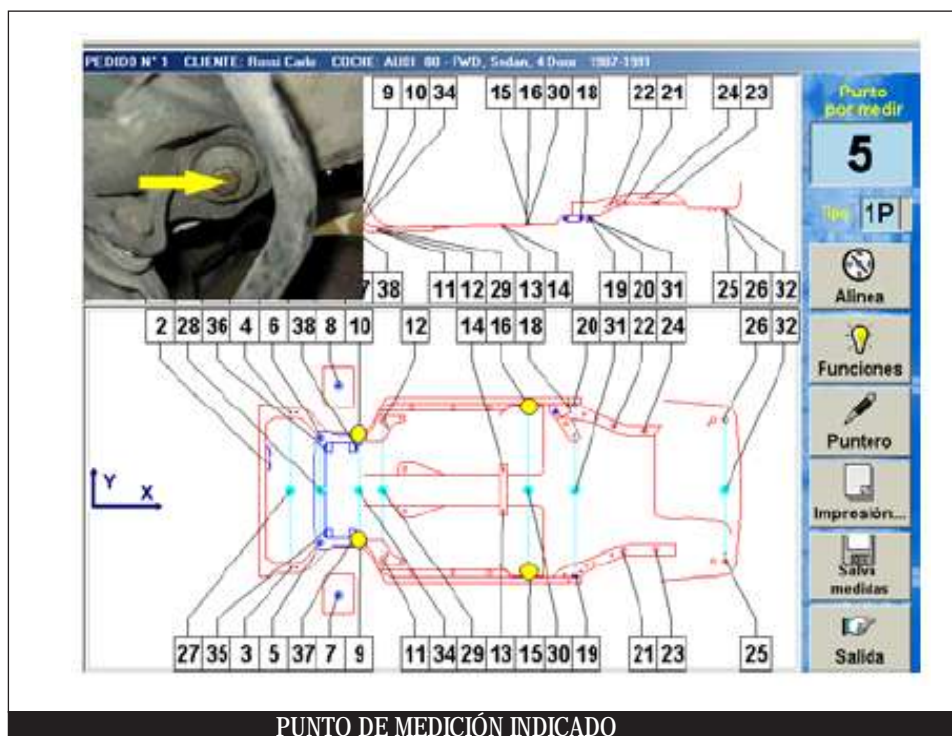 PEDIDO N° 1 CLIENTE: Rossi Carlo COCHE AUDI 80 - FWD, Sedan, 4 Door 1987-1991
9 10 34 15 16 30 18 22 21 24 23
7 38 11 12 29 13 14 19 20 31 25 26 32
2 28 36 4 6 38 8 10 12 14 16 18 20 31 22 24 26 32
Y
X
27 35 3 5 37 7 9 11 34 29 13 15 30 19 21 23 25
Punto
por medir
5
Tipo 1P
Alinea
Funciones
Puntero
Impresión...
Salva
medidas
Salida
PUNTO DE MEDICIÓN INDICADO